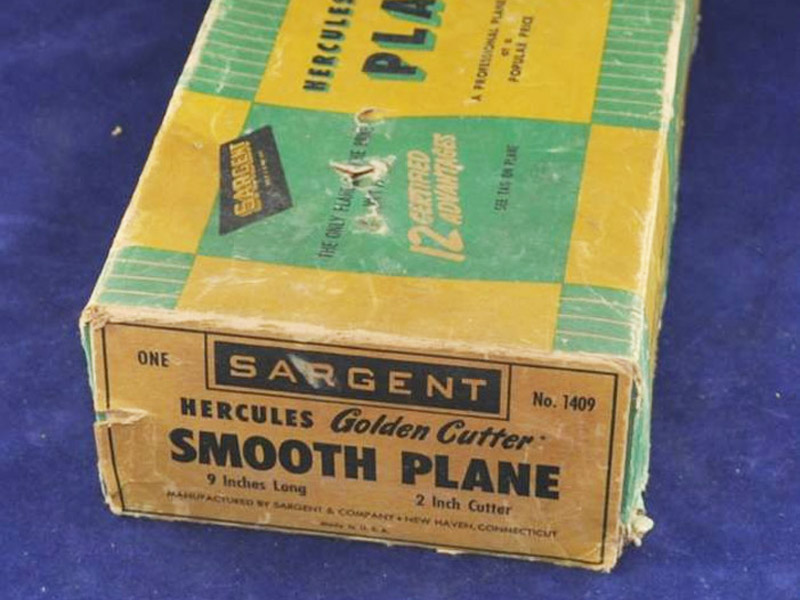 HERCULES
PLA
A PROFESSIONAL PLANE
at a
POPULAR PRICE
SARGENT
THE ONLY PLANE
12 CERTIFIED
ADVANTAGES
SEE TAG ON PLANE
ONE
SARGENT
No. 1409
HERCULES Golden Cutter
SMOOTH PLANE
9 Inches Long
2 Inch Cutter
MANUFACTURED BY SARGENT & COMPANY • NEW HAVEN, CONNECTICUT
Made in U.S.A.